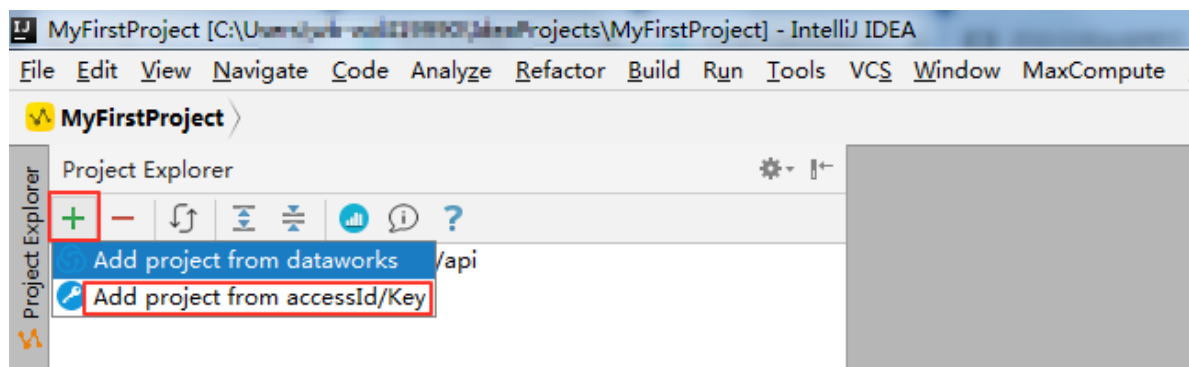 MyFirstProject [C:\U rojects\MyFirstProject] - IntelliJ IDEA
File Edit View Navigate Code Analyze Refactor Build Run Tools VCS Window MaxCompute
MyFirstProject
Project Explorer
Project Explorer
Add project from dataworks /api
Add project from accessId/Key